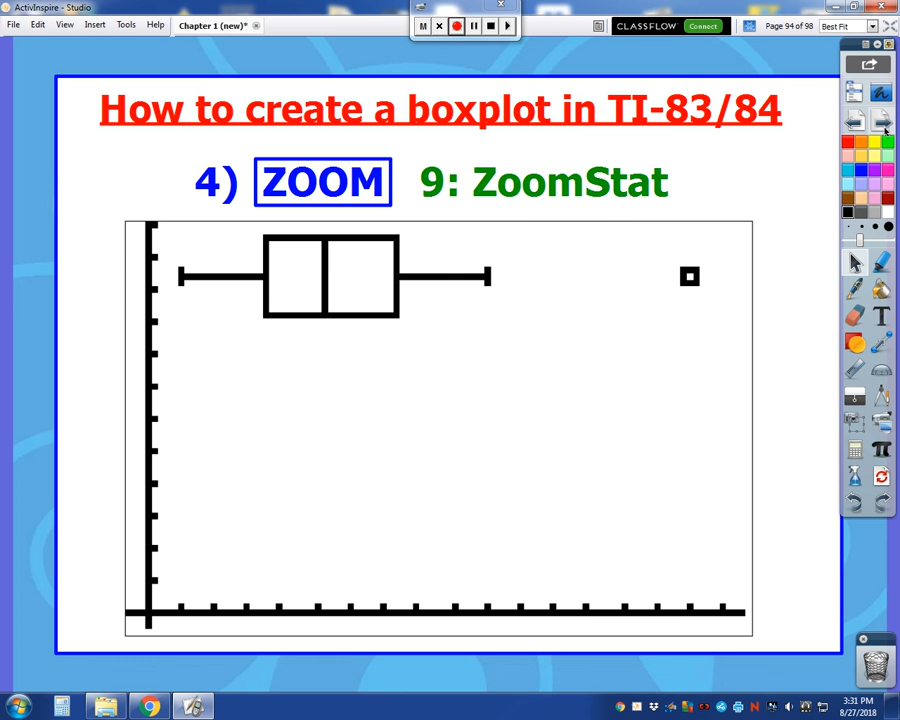 ActivInspire - Studio
File Edit View Insert Tools Help
Chapter 1 (new)*
M
CLASSFLOW Connect
Page 94 of 98
Best Fit
How to create a boxplot in TI-83/84
4) ZOOM 9: ZoomStat
3:31 PM
8/27/2018